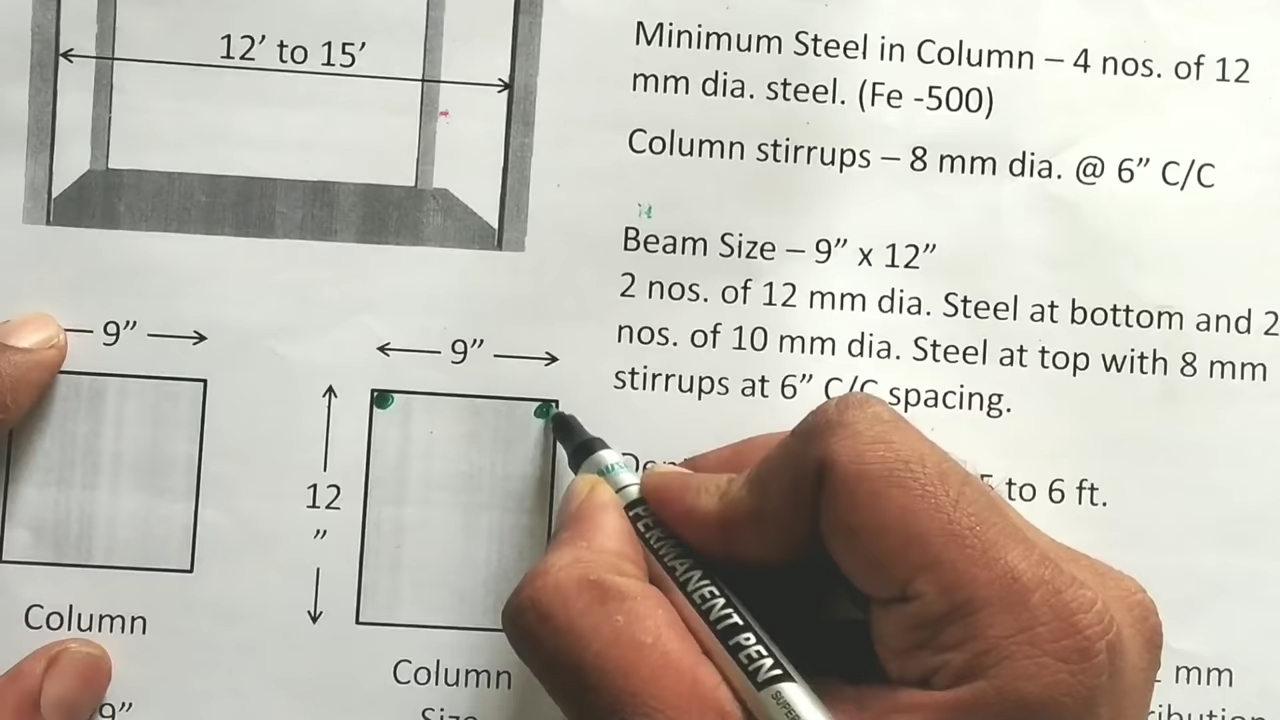 12’ to 15’
Minimum Steel in Column – 4 nos. of 12
mm dia. steel. (Fe -500)
Column stirrups – 8 mm dia. @ 6” C/C
Beam Size – 9” x 12”
2 nos. of 12 mm dia. Steel at bottom and 2
nos. of 10 mm dia. Steel at top with 8 mm
stirrups at 6” C/C spacing.
to 6 ft.
9”
9”
12
”
Column
9”
Column
Size
mm
PERMANENT PEN